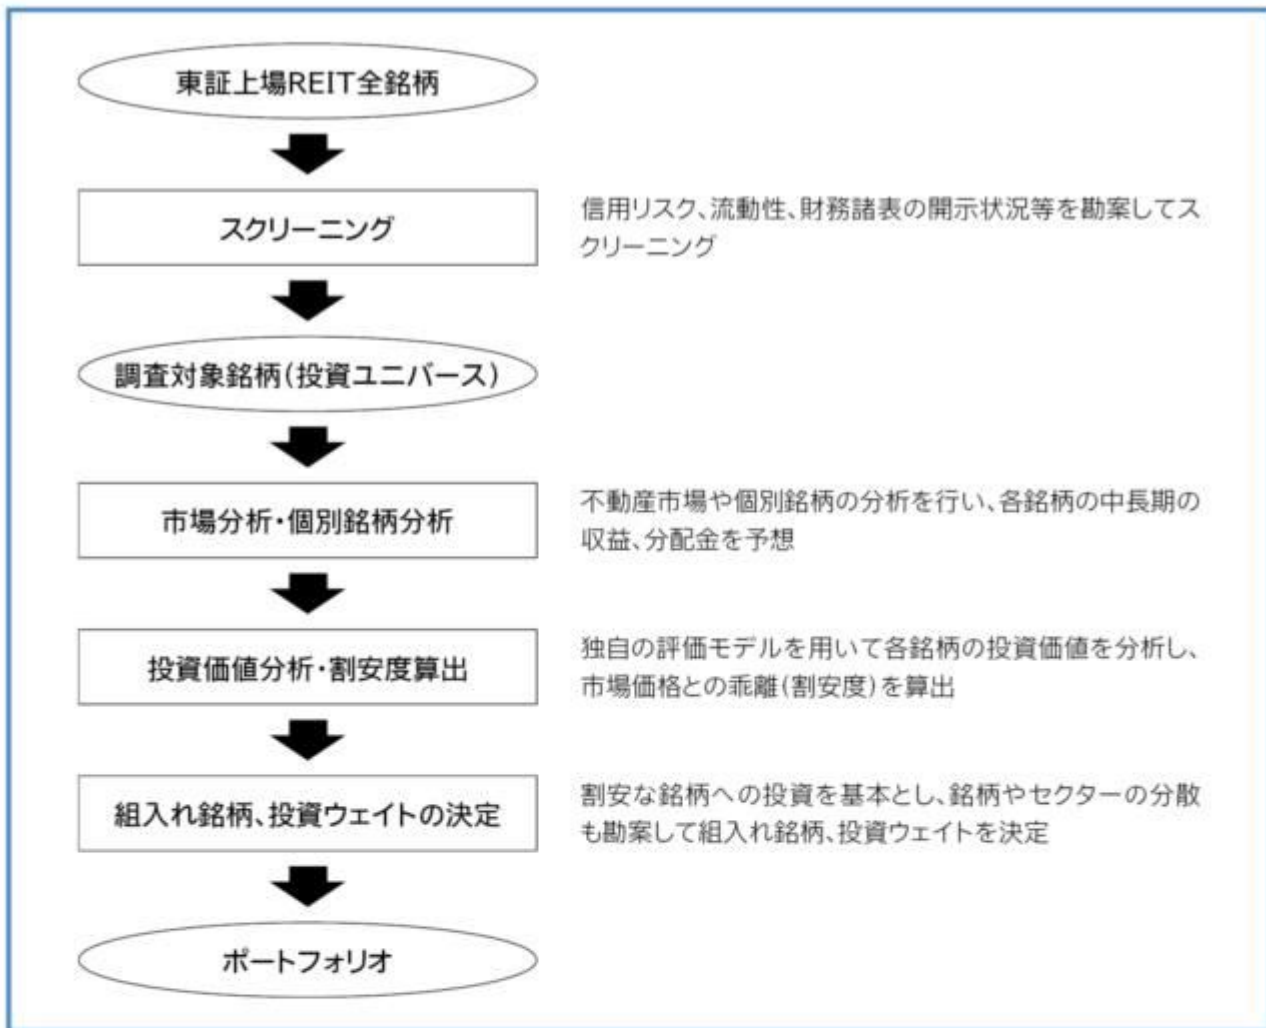 東証上場REIT全銘柄
スクリーニング
信用リスク、流動性、財務諸表の開示状況等を勘案してス
クリーニング
調査対象銘柄(投資ユニバース)
市場分析・個別銘柄分析
不動産市場や個別銘柄の分析を行い、各銘柄の中長期の
収益、分配金を予想
投資価値分析・割安度算出
独自の評価モデルを用いて各銘柄の投資価値を分析し、
市場価格との乖離(割安度)を算出
組入れ銘柄、投資ウェイトの決定
割安な銘柄への投資を基本とし、銘柄やセクターの分散
も勘案して組入れ銘柄、投資ウェイトを決定
ポートフォリオ